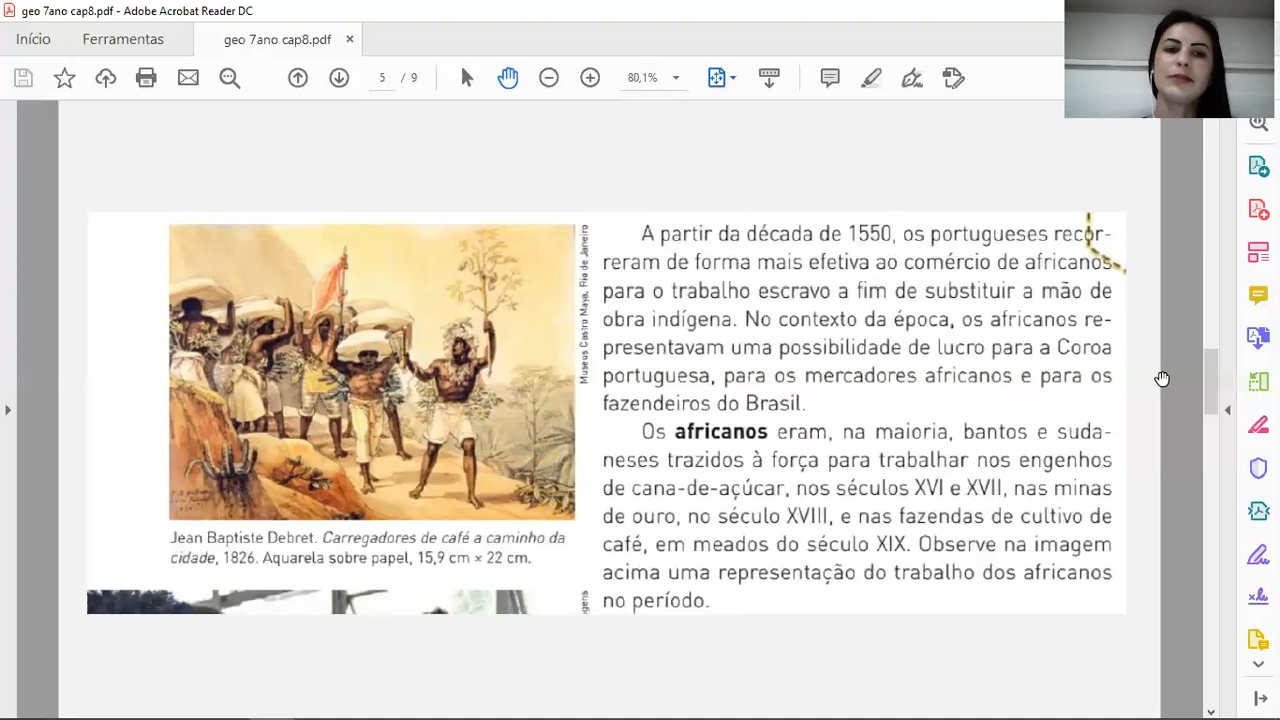 geo 7ano cap8.pdf - Adobe Acrobat Reader DC
Início
Ferramentas
geo 7ano cap8.pdf
5 / 9
80,1%
Museus Castro Maya, Rio de Janeiro
Jean Baptiste Debret. Carregadores de café a caminho da
cidade, 1826. Aquarela sobre papel, 15,9 cm × 22 cm.
A partir da década de 1550, os portugueses recor-
reram de forma mais efetiva ao comércio de africanos
para o trabalho escravo a fim de substituir a mão de
obra indígena. No contexto da época, os africanos re-
presentavam uma possibilidade de lucro para a Coroa
portuguesa, para os mercadores africanos e para os
fazendeiros do Brasil.
Os africanos eram, na maioria, bantos e suda-
neses trazidos à força para trabalhar nos engenhos
de cana-de-açúcar, nos séculos XVI e XVII, nas minas
de ouro, no século XVIII, e nas fazendas de cultivo de
café, em meados do século XIX. Observe na imagem
acima uma representação do trabalho dos africanos
no período.